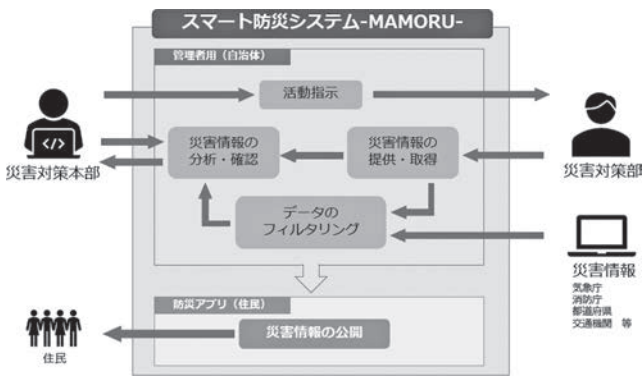 スマート防災システム-MAMORU-
管理者用（自治体）
活動指示
災害情報の
分析・確認
災害情報の
提供・取得
データの
フィルタリング
</>
災害対策本部
災害対策部
災害情報
気象庁
消防庁
都道府県
交通機関　等
防災アプリ（住民）
災害情報の公開
住民